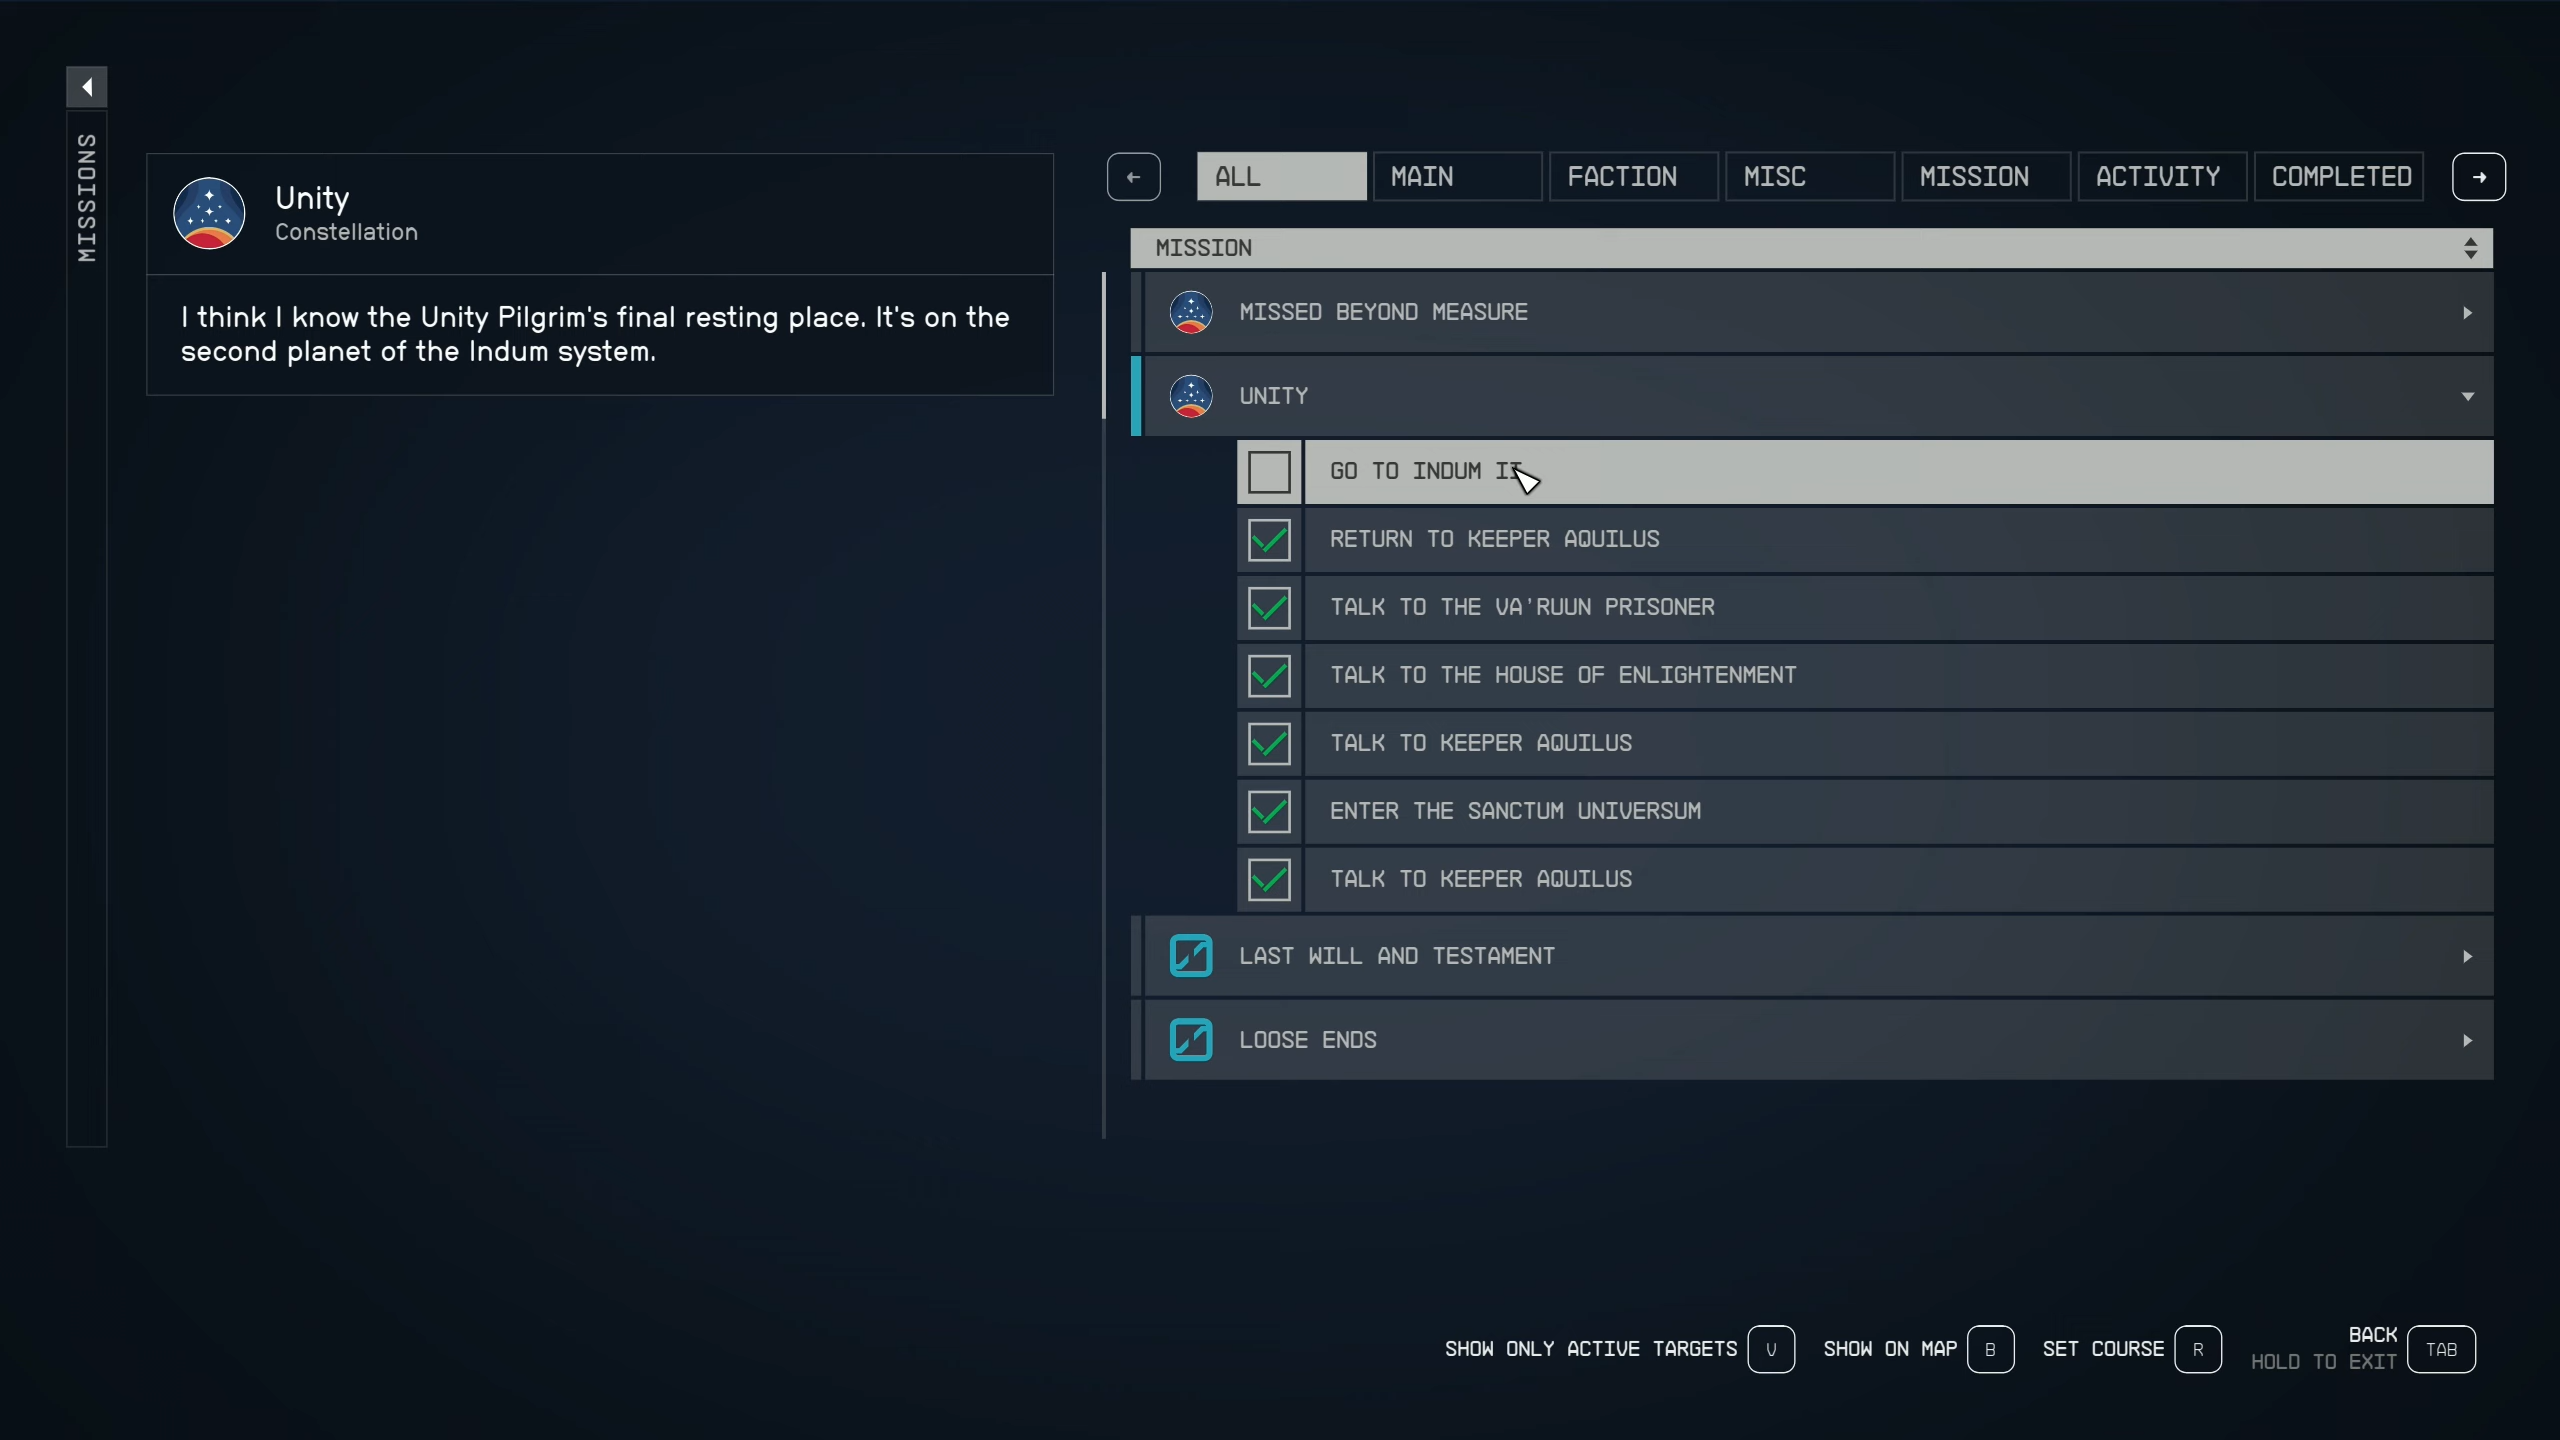 MISSIONS
Unity
Constellation
I think I know the Unity Pilgrim's final resting place. It's on the
second planet of the Indum system.
ALL
MAIN
FACTION
MISC
MISSION
ACTIVITY
COMPLETED
MISSION
MISSED BEYOND MEASURE
UNITY
GO TO INDUM II
RETURN TO KEEPER AQUILUS
TALK TO THE VA'RUUN PRISONER
TALK TO THE HOUSE OF ENLIGHTENMENT
TALK TO KEEPER AQUILUS
ENTER THE SANCTUM UNIVERSUM
TALK TO KEEPER AQUILUS
LAST WILL AND TESTAMENT
LOOSE ENDS
SHOW ONLY ACTIVE TARGETS V
SHOW ON MAP B
SET COURSE R
BACK
HOLD TO EXIT
TAB